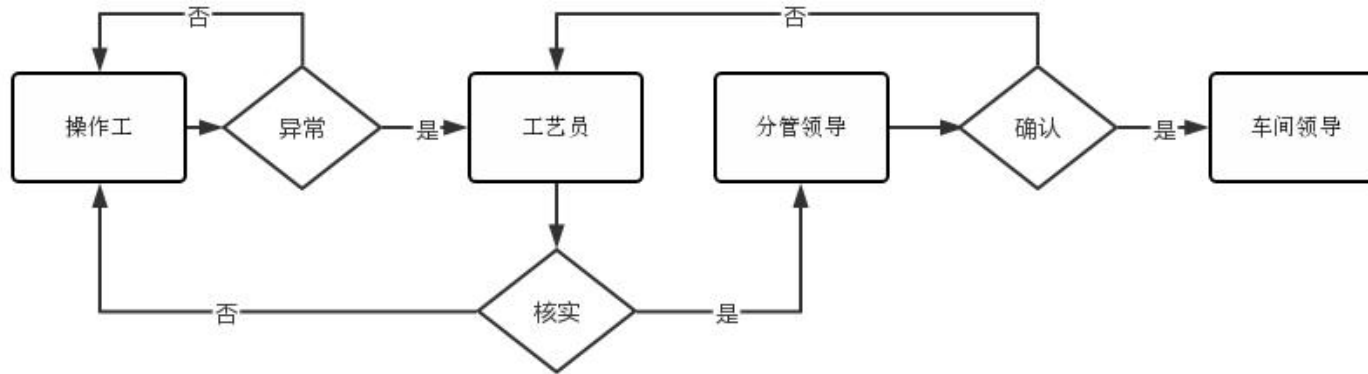 否
否
操作工
异常
是
工艺员
分管领导
确认
是
车间领导
否
核实
是